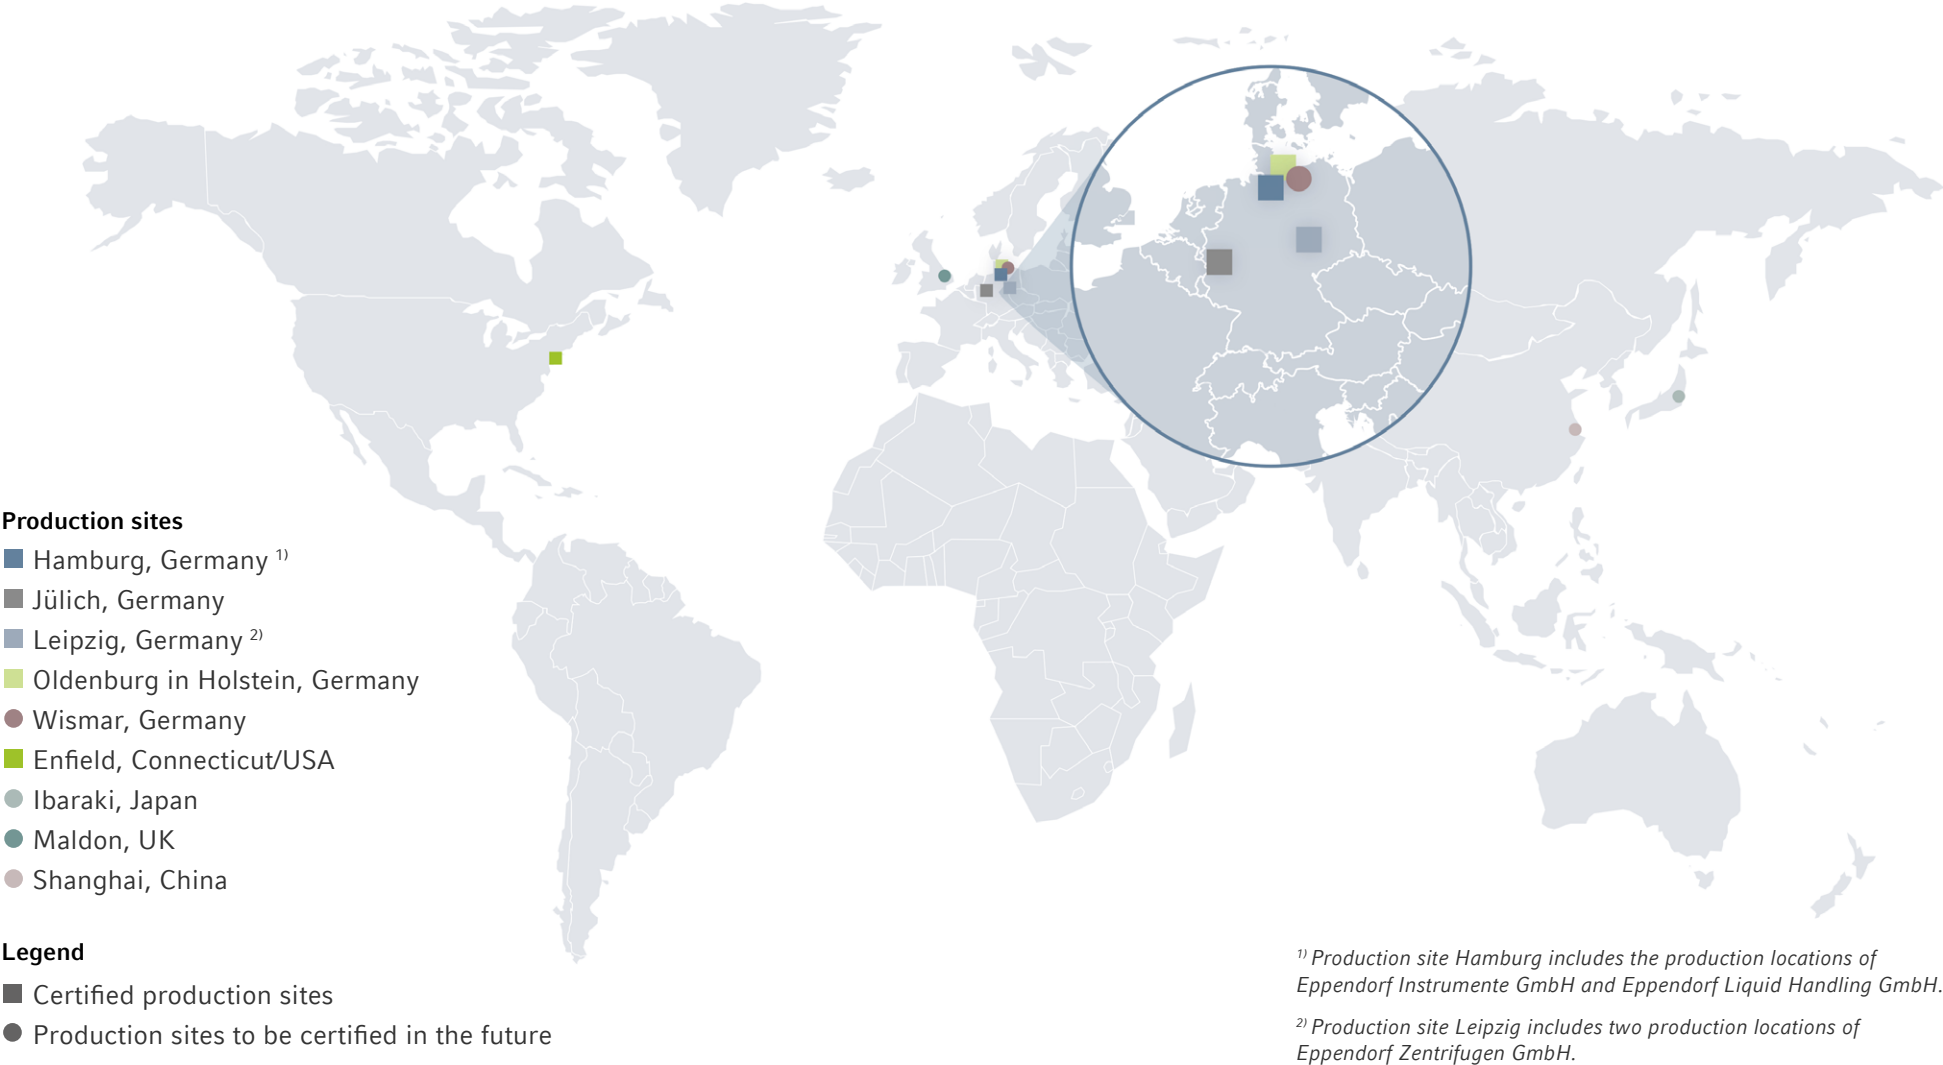 Production sites
Hamburg, Germany 1)
Jülich, Germany
Leipzig, Germany 2)
Oldenburg in Holstein, Germany
Wismar, Germany
Enfield, Connecticut/USA
Ibaraki, Japan
Maldon, UK
Shanghai, China
Legend
Certified production sites
Production sites to be certified in the future
1) Production site Hamburg includes the production locations of
Eppendorf Instrumente GmbH and Eppendorf Liquid Handling GmbH.
2) Production site Leipzig includes two production locations of
Eppendorf Zentrifugen GmbH.